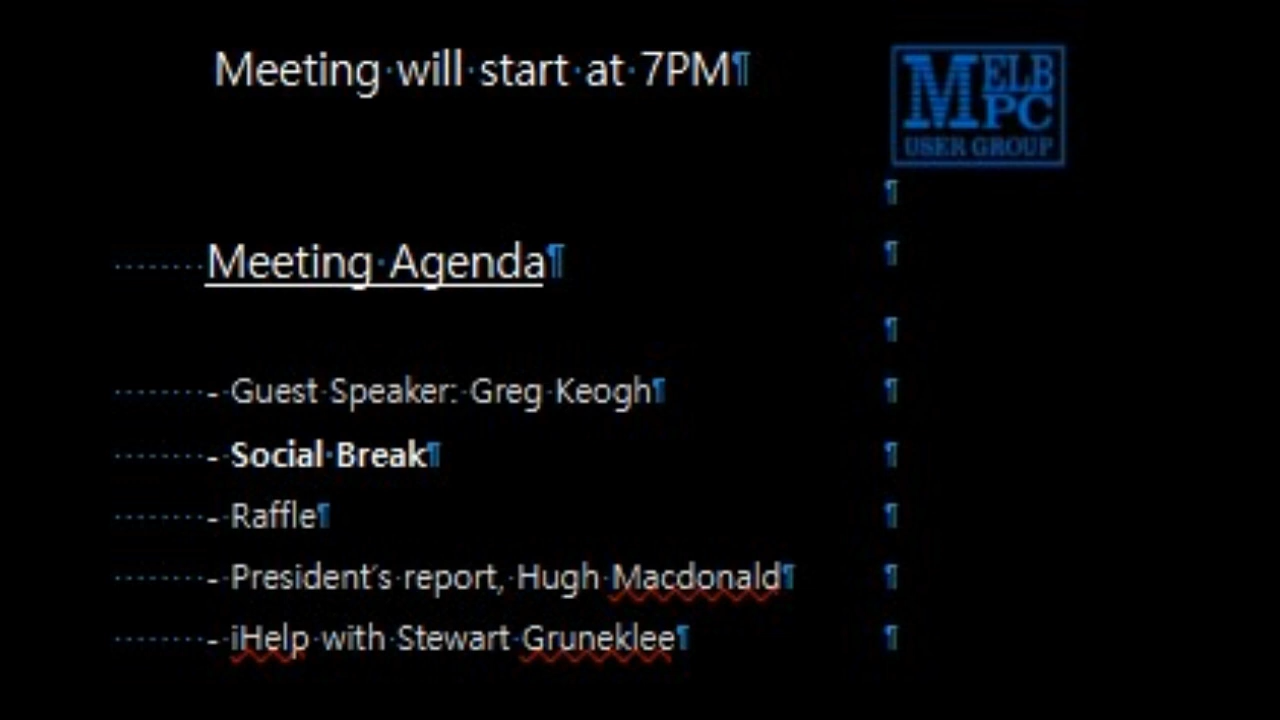 Meeting will start at 7PM¶
MELB
PC
USER GROUP
¶
Meeting Agenda¶
¶
¶
- Guest Speaker: Greg Keogh¶
¶
- Social Break¶
¶
- Raffle¶
¶
- President´s report, Hugh Macdonald¶
¶
- iHelp with Stewart Gruneklee¶
¶